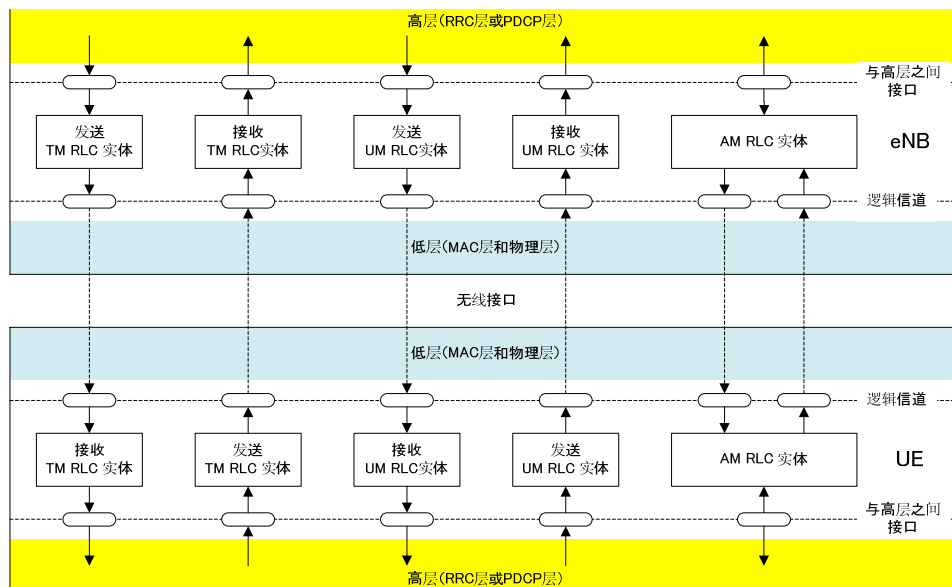 高层(RRC层或PDCP层)
与高层之间
接口
发送
TM RLC 实体
接收
TM RLC实体
发送
UM RLC实体
接收
UM RLC 实体
AM RLC 实体
eNB
逻辑信道
低层(MAC层和物理层)
无线接口
低层(MAC层和物理层)
逻辑信道
接收
TM RLC 实体
发送
TM RLC 实体
接收
UM RLC实体
发送
UM RLC 实体
AM RLC 实体
UE
与高层之间
接口
高层(RRC层或PDCP层)